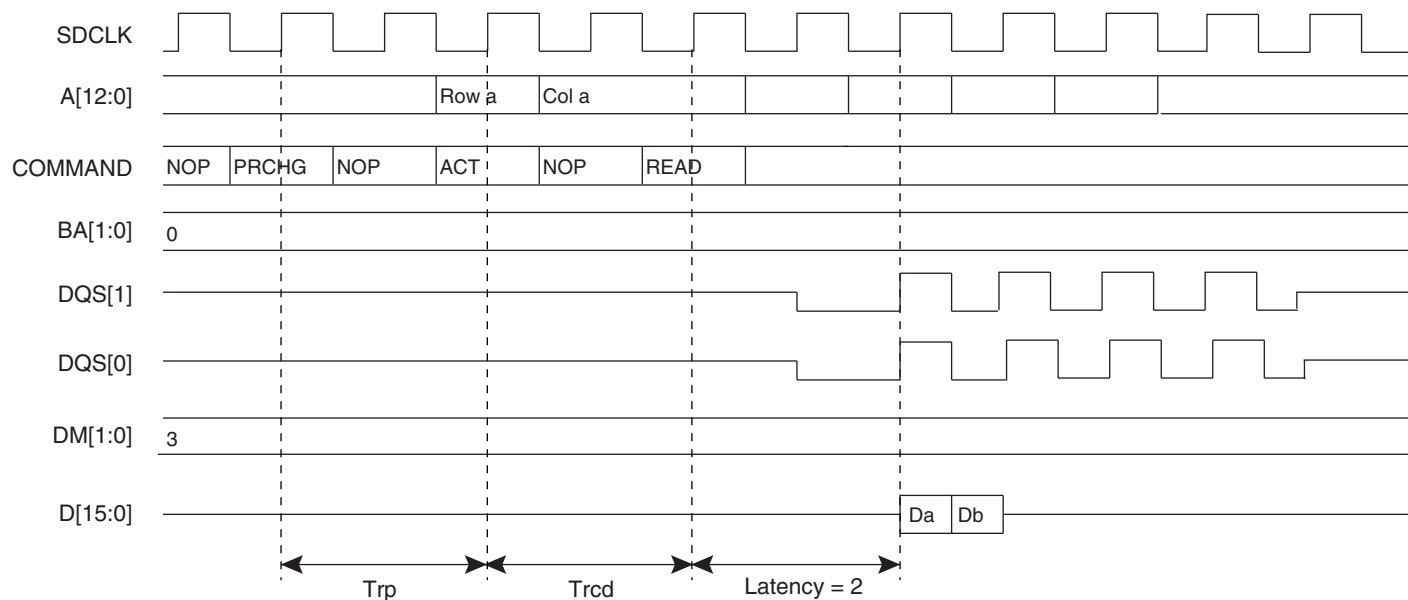 SDCLK
A[12:0] Row a Col a
COMMAND NOP PRCHG NOP ACT NOP READ
BA[1:0] 0
DQS[1]
DQS[0]
DM[1:0] 3
D[15:0] Da Db
Trp Trcd Latency = 2